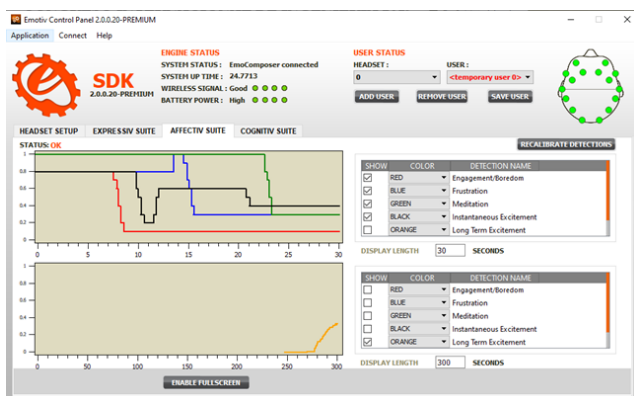 Emotiv Control Panel 2.0.0.20-PREMIUM
Application Connect Help
ENGINE STATUS
SYSTEM STATUS : EmoComposer connected
SYSTEM UP TIME : 24.7713
WIRELESS SIGNAL : Good
BATTERY POWER : High
USER STATUS
HEADSET : USER :
0 <temporary user 0>
ADD USER REMOVE USER SAVE USER
SDK
2.0.0.20-PREMIUM
HEADSET SETUP EXPRESSIV SUITE AFFECTIV SUITE COGNITIV SUITE
STATUS: OK
RECALIBRATE DETECTIONS
1
0.8
0.6
0.4
0.2
0
0 5 10 15 20 25 30
SHOW COLOR DETECTION NAME
RED Engagement/Boredom
BLUE Frustration
GREEN Meditation
BLACK Instantaneous Excitement
ORANGE Long Term Excitement
DISPLAY LENGTH 30 SECONDS
1
0.8
0.6
0.4
0.2
0
0 50 100 150 200 250 300
SHOW COLOR DETECTION NAME
RED Engagement/Boredom
BLUE Frustration
GREEN Meditation
BLACK Instantaneous Excitement
ORANGE Long Term Excitement
DISPLAY LENGTH 300 SECONDS
ENABLE FULLSCREEN